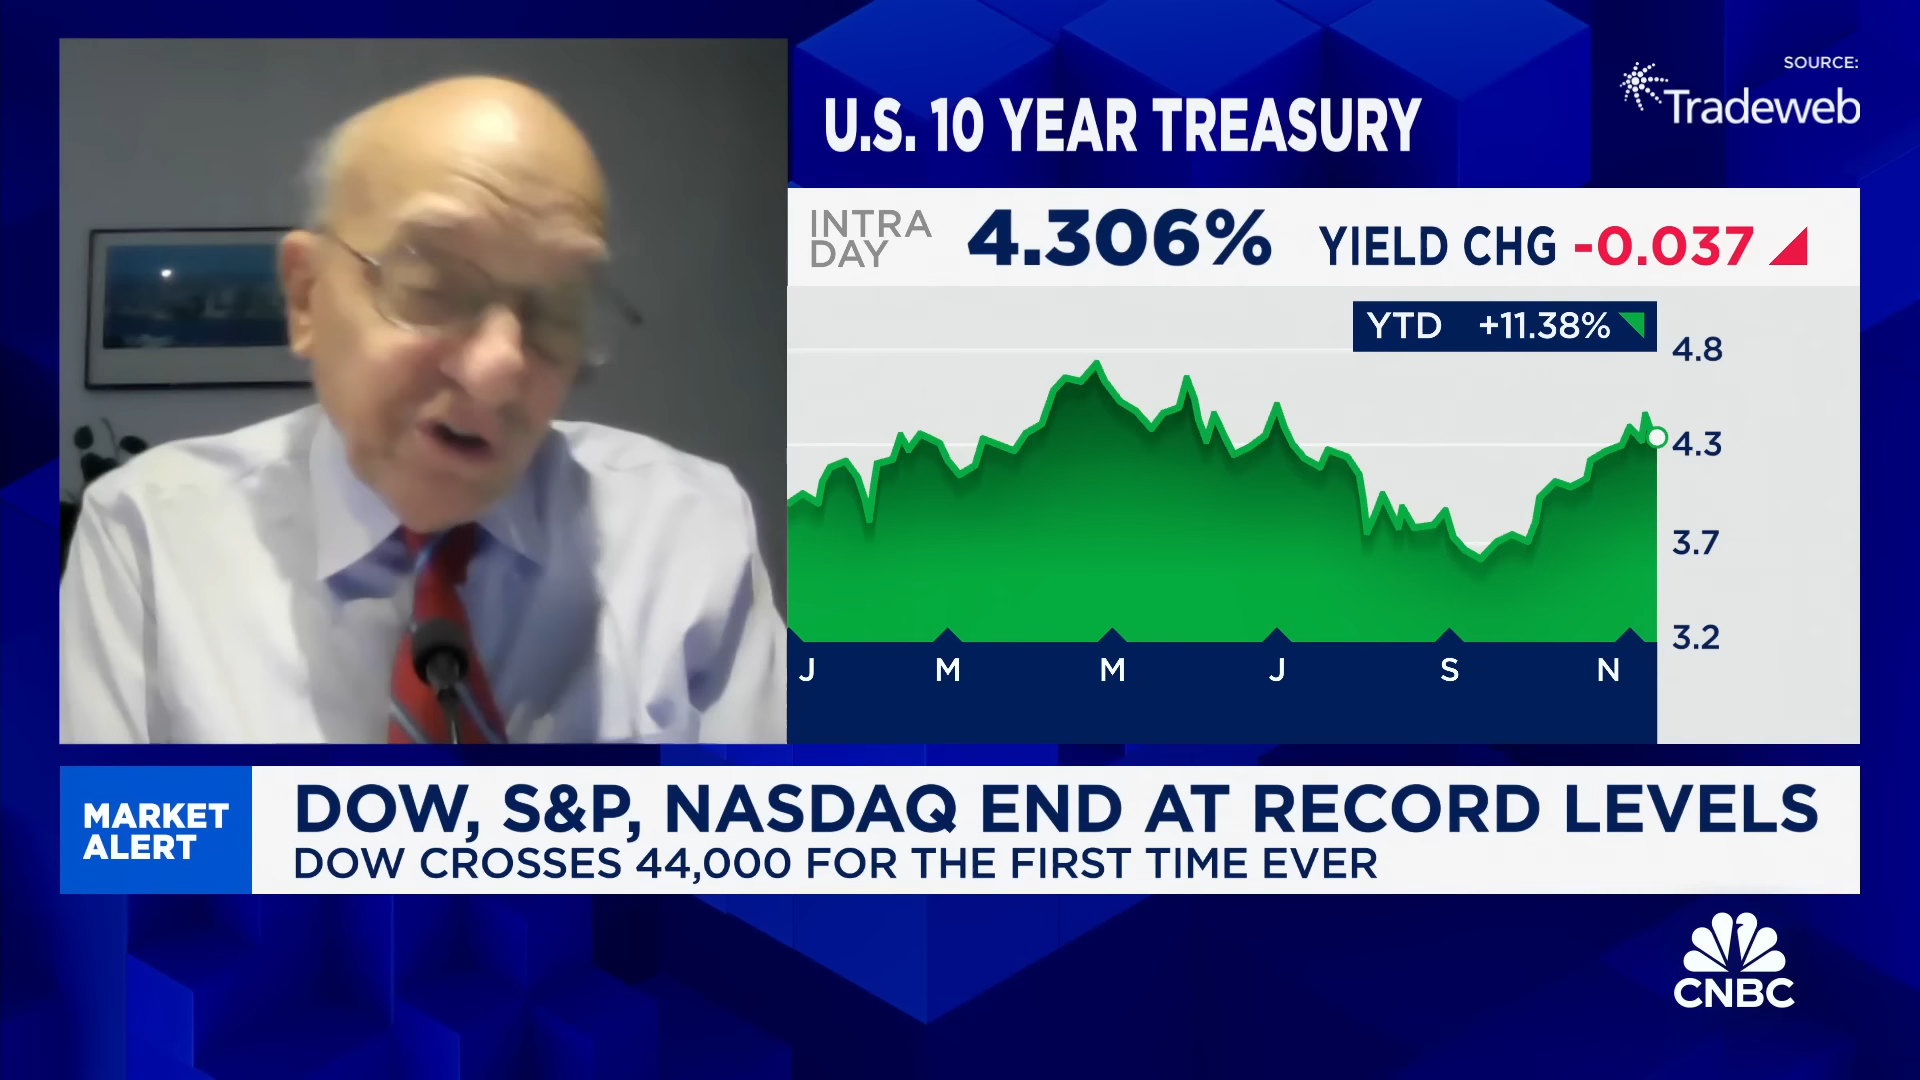 SOURCE:
Tradeweb
U.S. 10 YEAR TREASURY
INTRA DAY
4.306% YIELD CHG -0.037
YTD +11.38%
4.8
4.3
3.7
3.2
J M M J S N
MARKET ALERT
DOW, S&P, NASDAQ END AT RECORD LEVELS
DOW CROSSES 44,000 FOR THE FIRST TIME EVER
CNBC